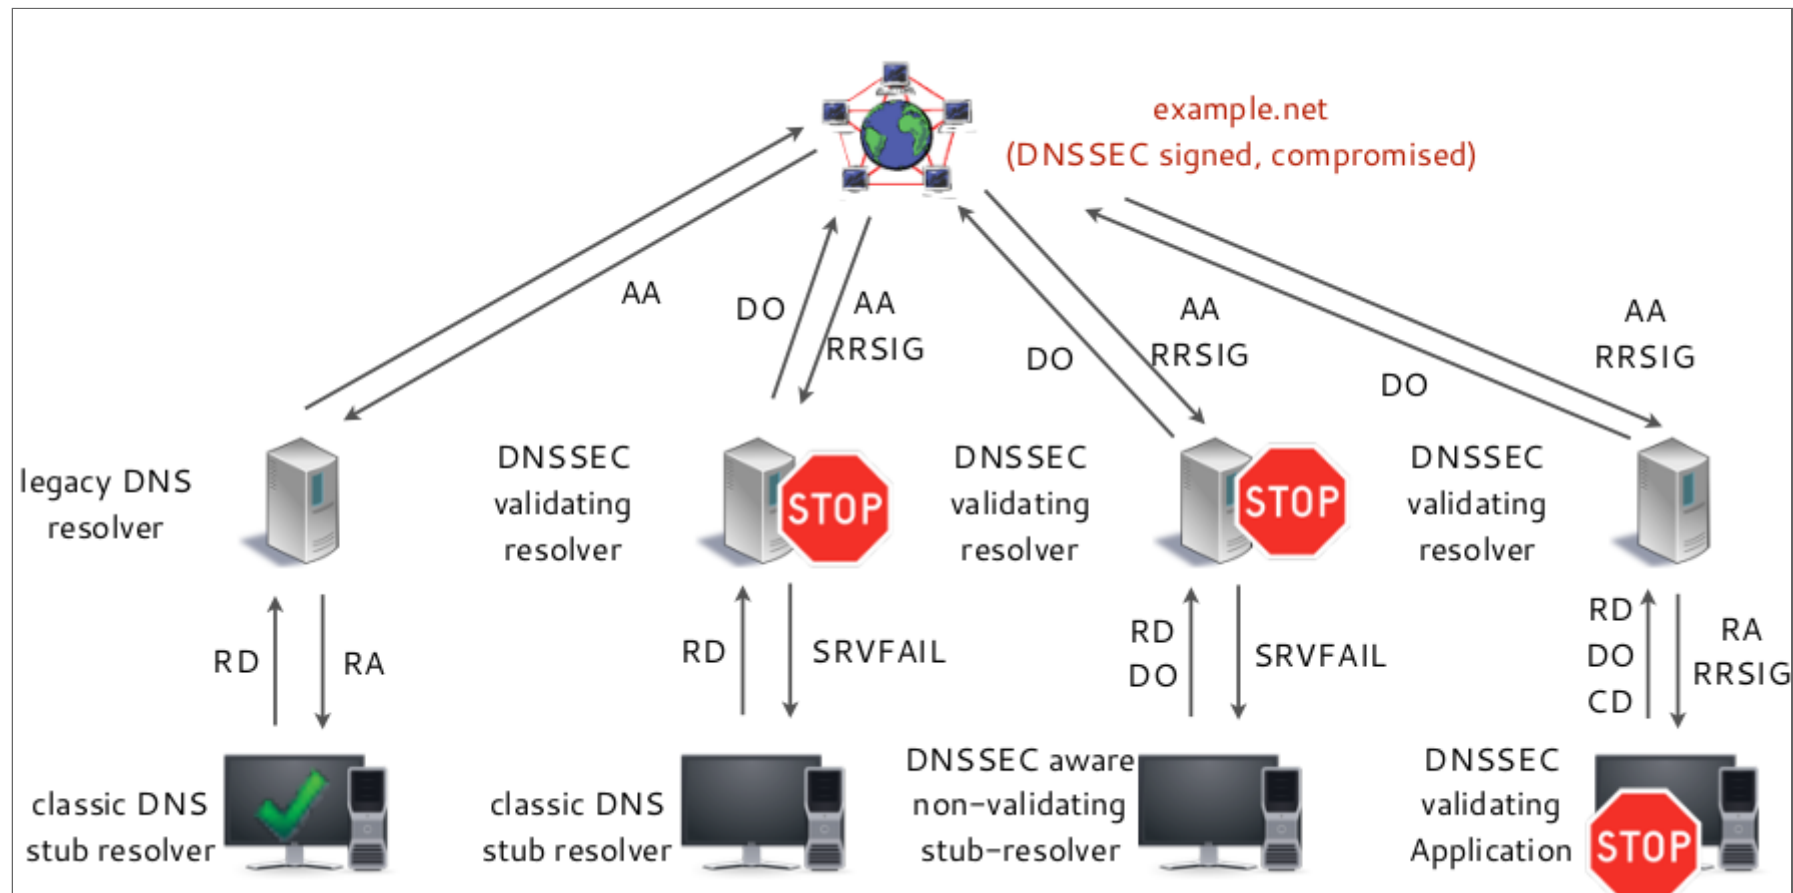 example.net
(DNSSEC signed, compromised)
AA
DO
AA
RRSIG
DO
AA
RRSIG
DO
AA
RRSIG
legacy DNS
resolver
DNSSEC
validating
resolver
STOP
DNSSEC
validating
resolver
STOP
DNSSEC
validating
resolver
RD
RA
RD
SRVFAIL
RD
DO
SRVFAIL
RD
DO
CD
RA
RRSIG
classic DNS
stub resolver
classic DNS
stub resolver
DNSSEC aware
non-validating
stub-resolver
DNSSEC
validating
Application
STOP